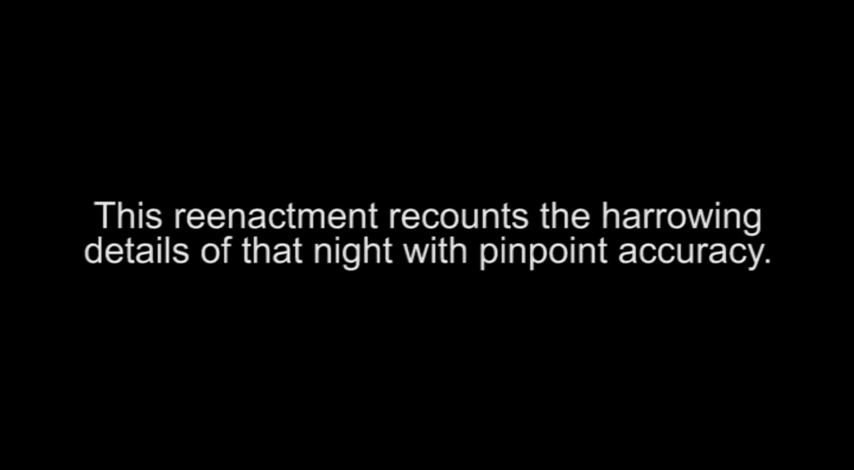 This reenactment recounts the harrowing
details of that night with pinpoint accuracy.